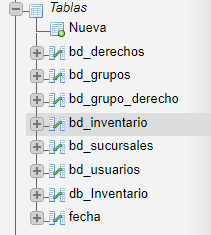 Tablas
Nueva
bd_derechos
bd_grupos
bd_grupo_derecho
bd_inventario
bd_sucursales
bd_usuarios
db_Inventario
fecha